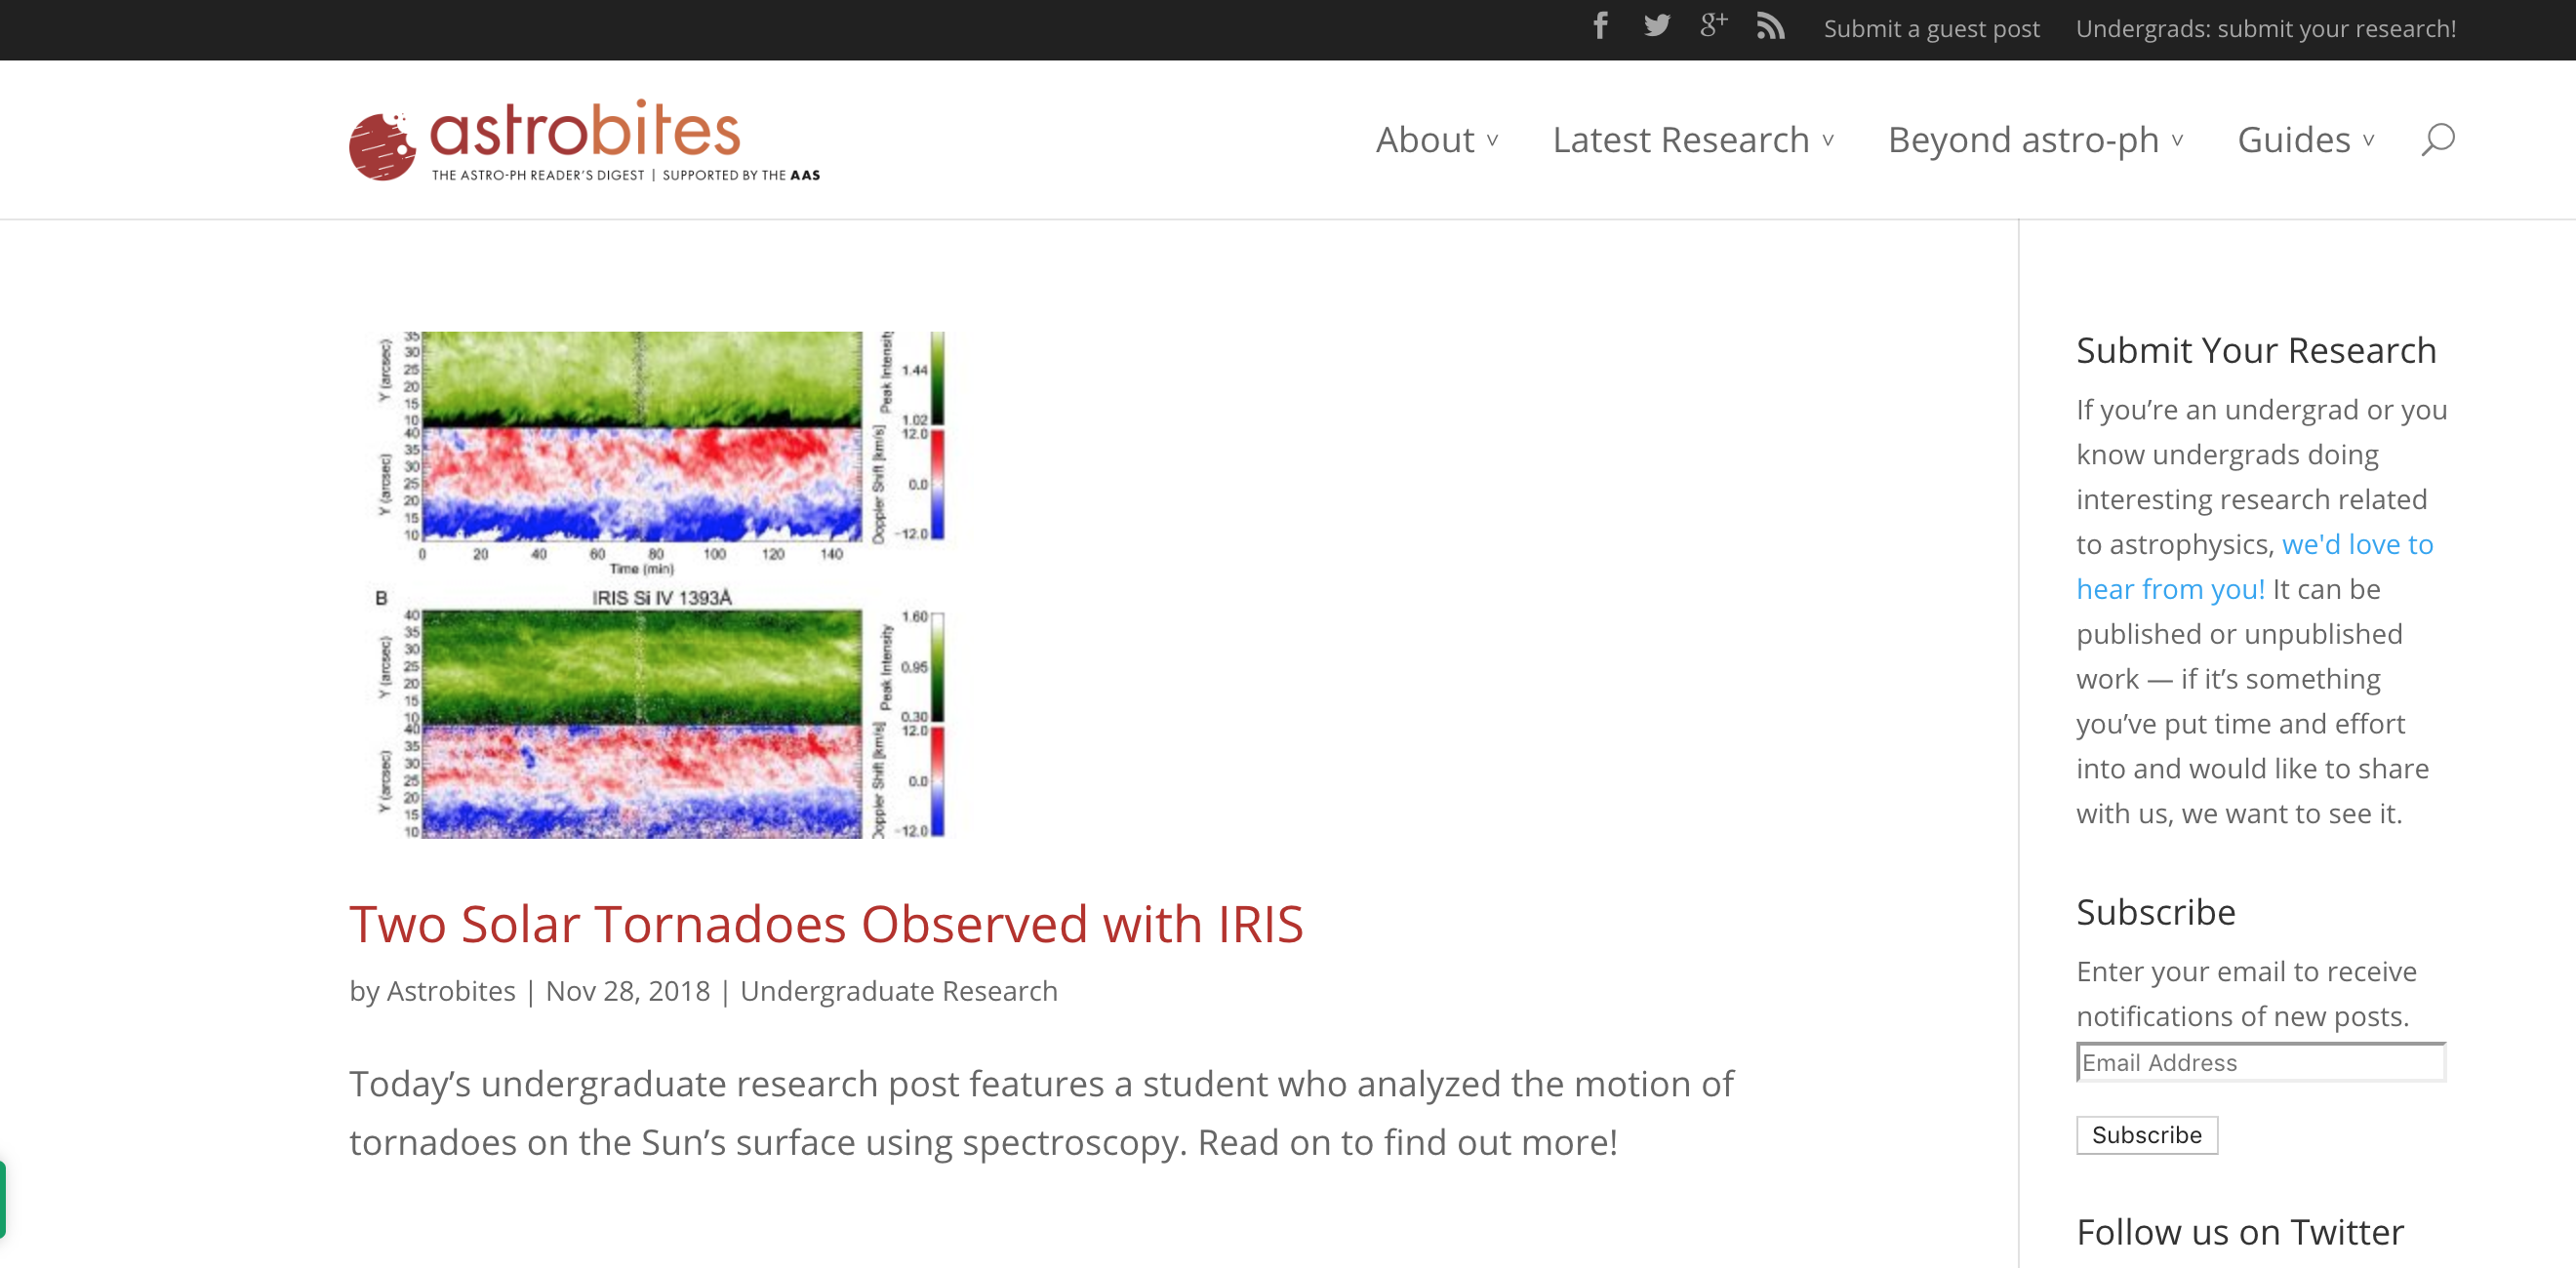 Submit a guest post
Undergrads: submit your research!
astrobites
THE ASTRO-PH READER'S DIGEST | SUPPORTED BY THE AAS
About
Latest Research
Beyond astro-ph
Guides
Y (arcsec)
35
30
25
20
15
10
Peak Intensity
1.44
1.02
Y (arcsec)
40
35
30
25
20
15
10
Doppler Shift [km/s]
12.0
0.0
-12.0
0 20 40 60 80 100 120 140
Time (min)
B
IRIS Si IV 1393Å
Y (arcsec)
40
35
30
25
20
15
10
Peak Intensity
1.60
0.95
0.30
Y (arcsec)
40
35
30
25
20
15
10
Doppler Shift [km/s]
12.0
0.0
-12.0
Two Solar Tornadoes Observed with IRIS
by Astrobites | Nov 28, 2018 | Undergraduate Research
Today’s undergraduate research post features a student who analyzed the motion of
tornadoes on the Sun’s surface using spectroscopy. Read on to find out more!
Submit Your Research
If you’re an undergrad or you
know undergrads doing
interesting research related
to astrophysics, we'd love to
hear from you! It can be
published or unpublished
work — if it’s something
you’ve put time and effort
into and would like to share
with us, we want to see it.
Subscribe
Enter your email to receive
notifications of new posts.
Email Address
Subscribe
Follow us on Twitter